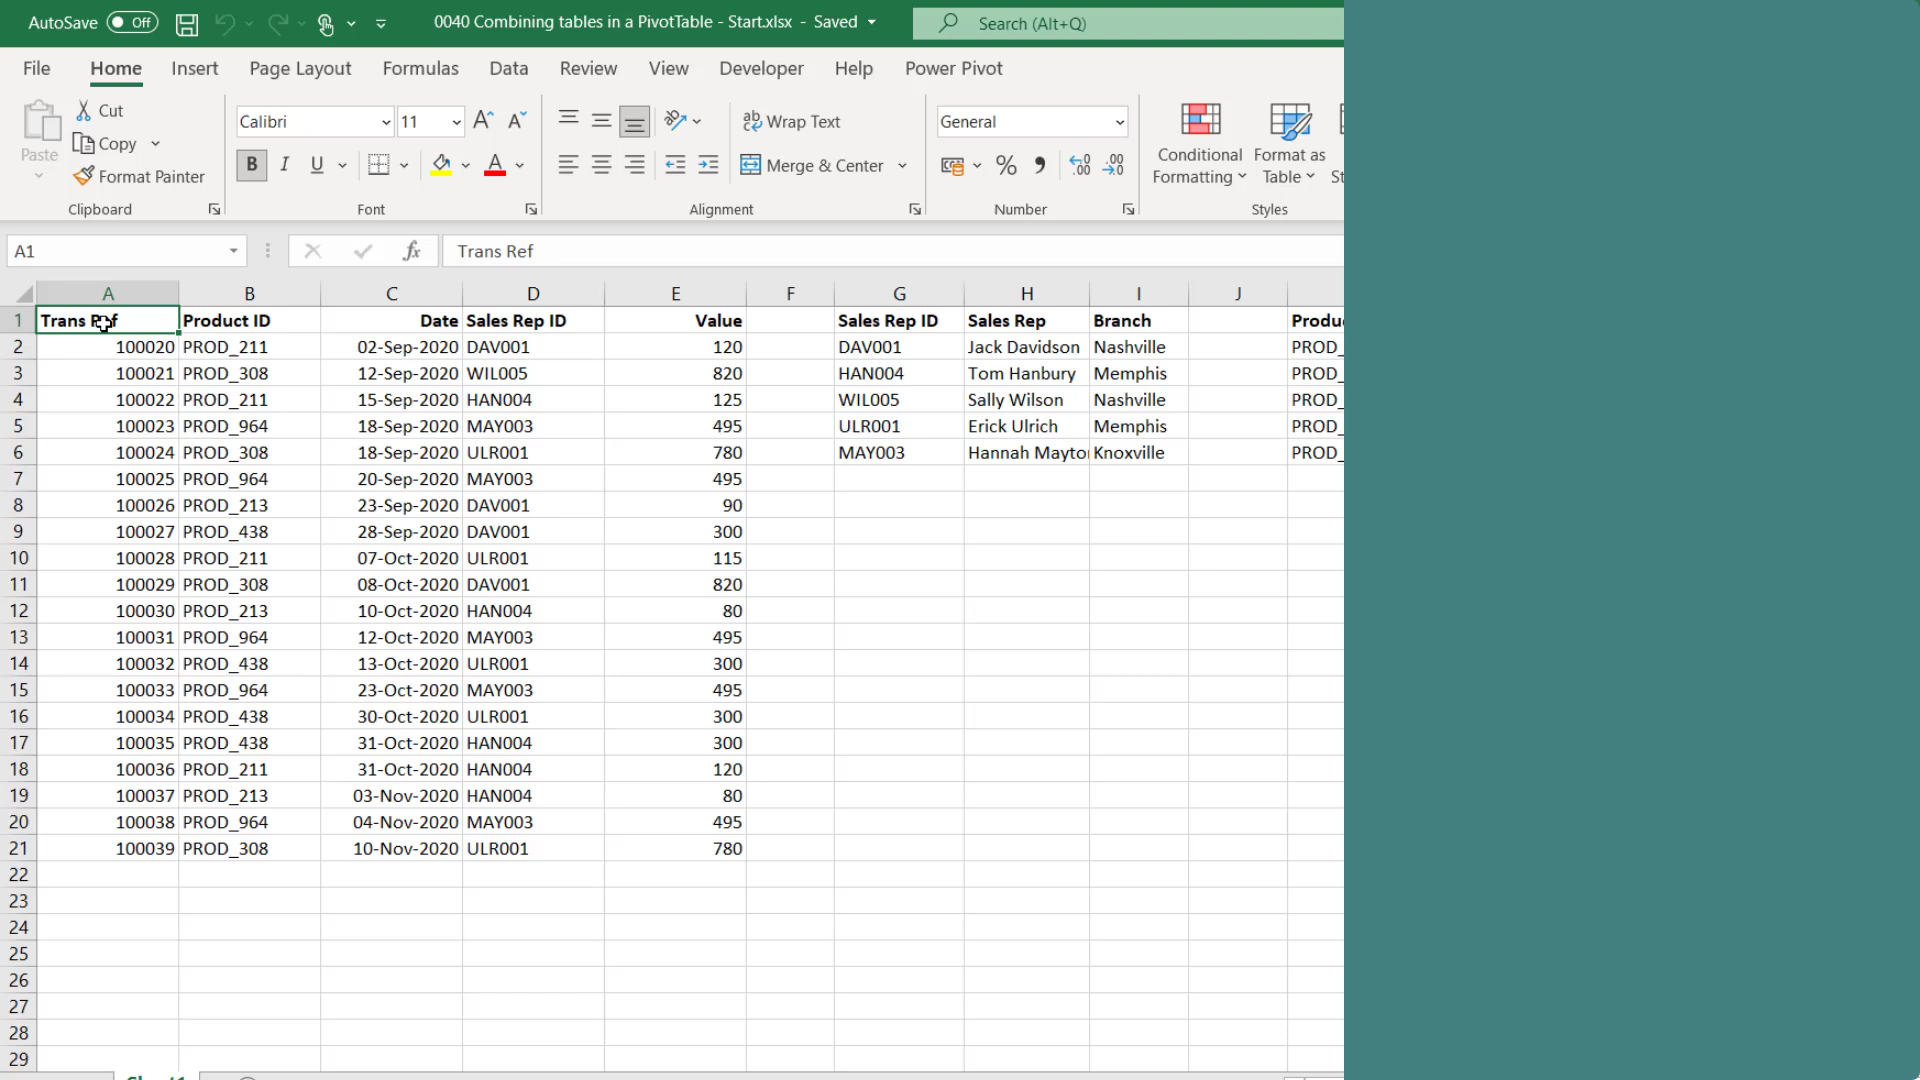 AutoSave Off 0040 Combining tables in a PivotTable - Start.xlsx - Saved Search (Alt+Q)
File Home Insert Page Layout Formulas Data Review View Developer Help Power Pivot
Paste Cut Copy Format Painter
Clipboard
Calibri 11
B I U
Font
Wrap Text
Merge & Center
Alignment
General
% .00
Number
Conditional Formatting Format as Table
Styles
A1 fx Trans Ref
A B C D E F G H I J
1 Trans Ref Product ID Date Sales Rep ID Value Sales Rep ID Sales Rep Branch Produ
2 100020 PROD_211 02-Sep-2020 DAV001 120 DAV001 Jack Davidson Nashville PROD_
3 100021 PROD_308 12-Sep-2020 WIL005 820 HAN004 Tom Hanbury Memphis PROD_
4 100022 PROD_211 15-Sep-2020 HAN004 125 WIL005 Sally Wilson Nashville PROD_
5 100023 PROD_964 18-Sep-2020 MAY003 495 ULR001 Erick Ulrich Memphis PROD_
6 100024 PROD_308 18-Sep-2020 ULR001 780 MAY003 Hannah Mayto Knoxville PROD_
7 100025 PROD_964 20-Sep-2020 MAY003 495
8 100026 PROD_213 23-Sep-2020 DAV001 90
9 100027 PROD_438 28-Sep-2020 DAV001 300
10 100028 PROD_211 07-Oct-2020 ULR001 115
11 100029 PROD_308 08-Oct-2020 DAV001 820
12 100030 PROD_213 10-Oct-2020 HAN004 80
13 100031 PROD_964 12-Oct-2020 MAY003 495
14 100032 PROD_438 13-Oct-2020 ULR001 300
15 100033 PROD_964 23-Oct-2020 MAY003 495
16 100034 PROD_438 30-Oct-2020 ULR001 300
17 100035 PROD_438 31-Oct-2020 HAN004 300
18 100036 PROD_211 31-Oct-2020 HAN004 120
19 100037 PROD_213 03-Nov-2020 HAN004 80
20 100038 PROD_964 04-Nov-2020 MAY003 495
21 100039 PROD_308 10-Nov-2020 ULR001 780
22
23
24
25
26
27
28
29